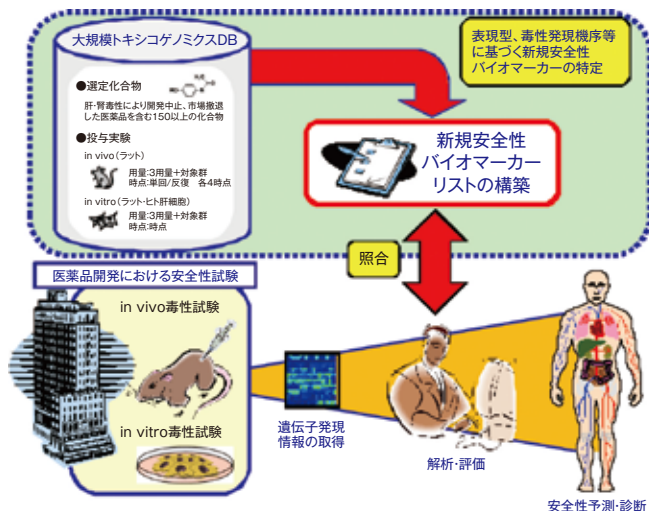 大規模トキシコゲノミクスDB
●選定化合物
肝・腎毒性により開発中止、市場撤退
した医薬品を含む150以上の化合物
●投与実験
in vivo（ラット）
用量:3用量+対象群
時点:単回/反復 各4時点
in vitro（ラット・ヒト肝細胞）
用量:3用量+対象群
時点:時点
表現型、毒性発現機序等
に基づく新規安全性
バイオマーカーの特定
新規安全性
バイオマーカー
リストの構築
照合
医薬品開発における安全性試験
in vivo毒性試験
in vitro毒性試験
遺伝子発現
情報の取得
解析・評価
安全性予測・診断